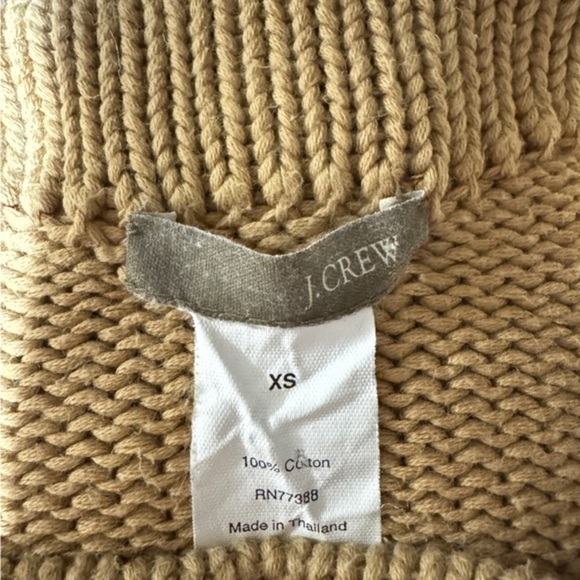 J.CREW
XS
100% Cotton
RN77388
Made in Thailand